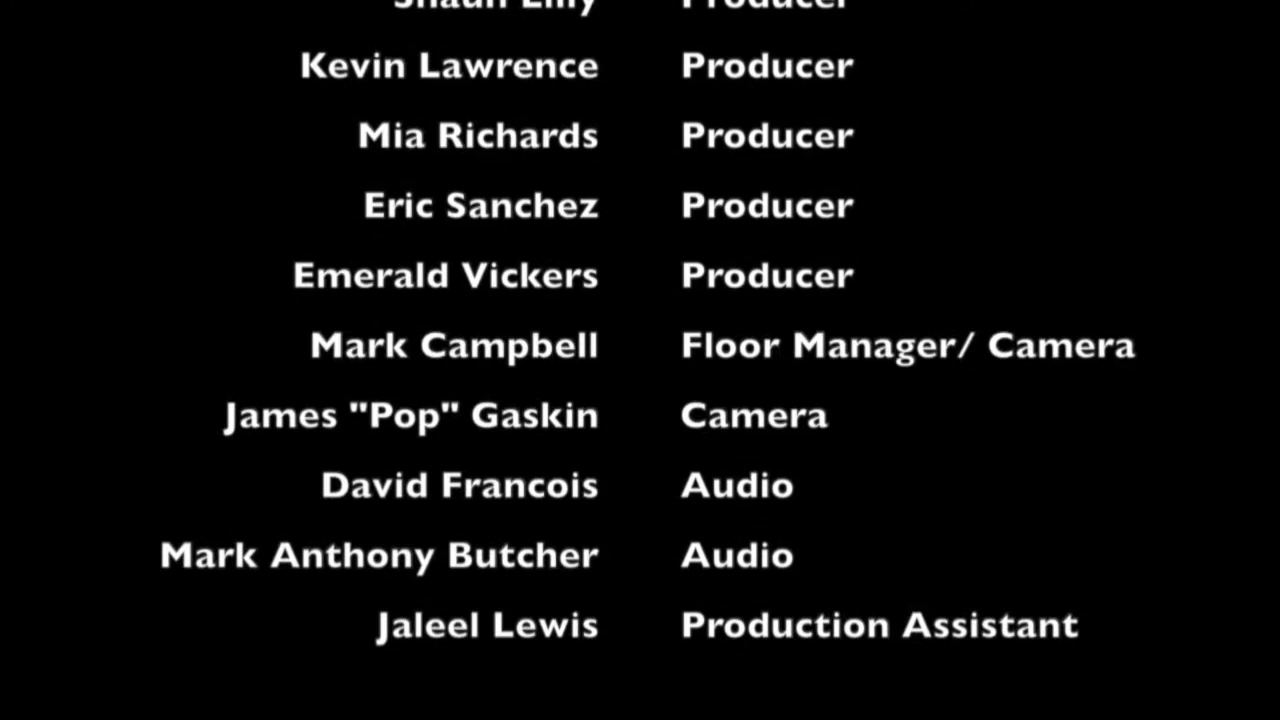 Producer
Kevin Lawrence Producer
Mia Richards Producer
Eric Sanchez Producer
Emerald Vickers Producer
Mark Campbell Floor Manager/ Camera
James "Pop" Gaskin Camera
David Francois Audio
Mark Anthony Butcher Audio
Jaleel Lewis Production Assistant